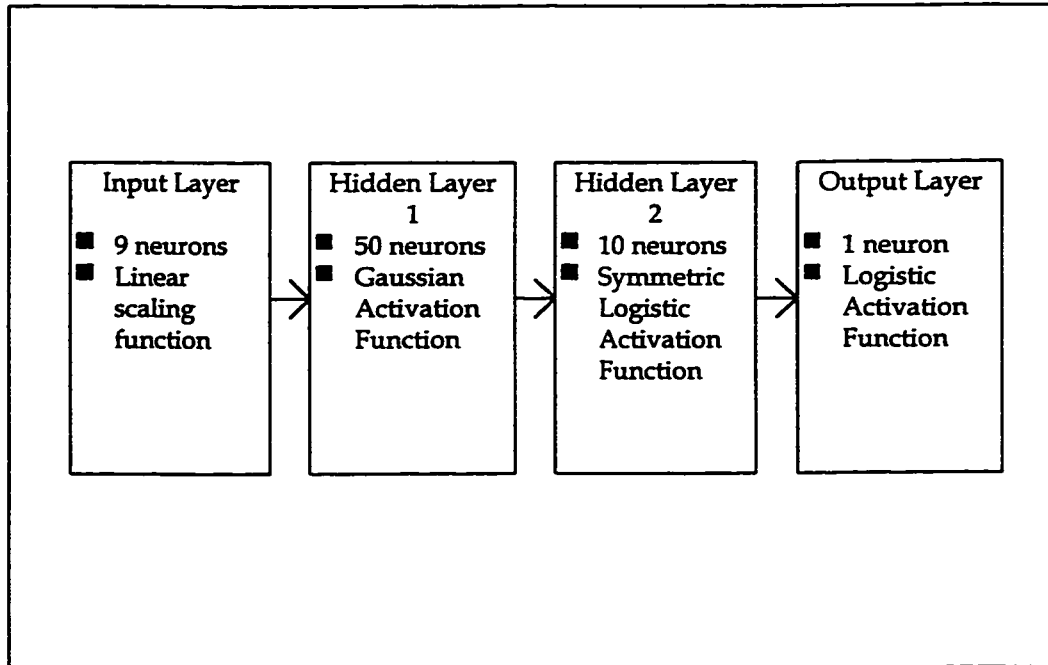 Input Layer
■ 9 neurons
■ Linear
scaling
function
Hidden Layer
1
■ 50 neurons
■ Gaussian
Activation
Function
Hidden Layer
2
■ 10 neurons
■ Symmetric
Logistic
Activation
Function
Output Layer
■ 1 neuron
■ Logistic
Activation
Function